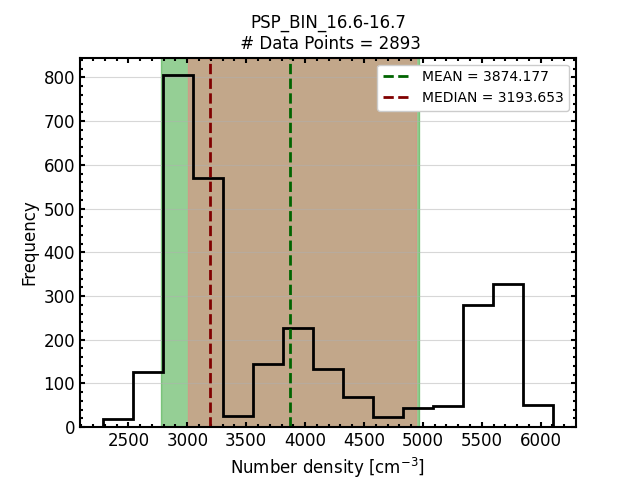 PSP_BIN_16.6-16.7
# Data Points = 2893
MEAN = 3874.177
MEDIAN = 3193.653
Frequency
800
700
600
500
400
300
200
100
0
2500 3000 3500 4000 4500 5000 5500 6000
Number density [cm⁻³]